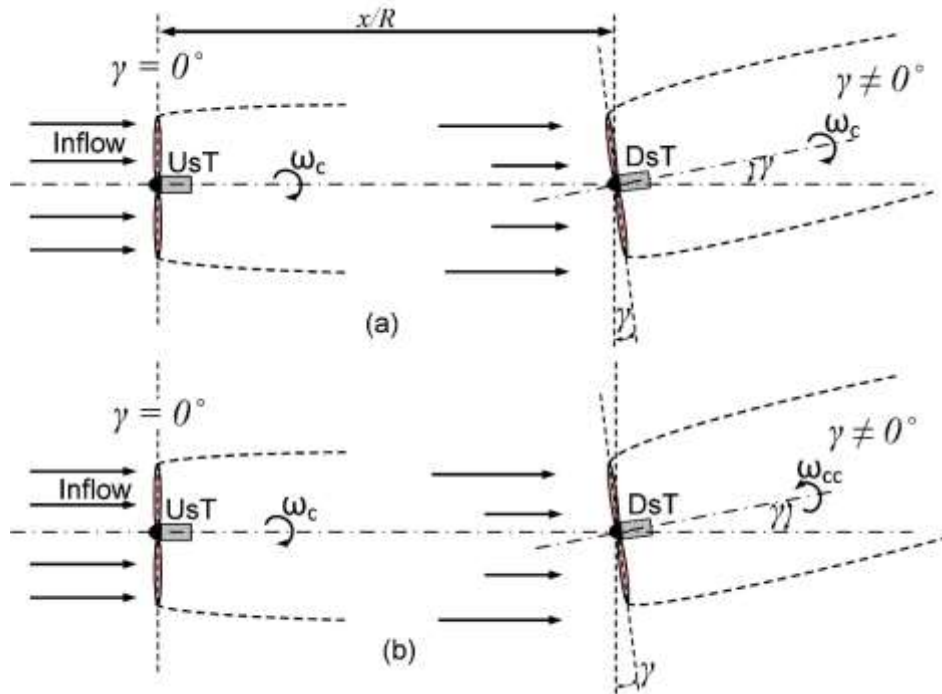 x/R
γ = 0°
γ ≠ 0°
Inflow
UsT
ω_c
DsT
ω_c
γ
γ
(a)
γ = 0°
γ ≠ 0°
Inflow
UsT
ω_c
DsT
ω_cc
γ
γ
(b)